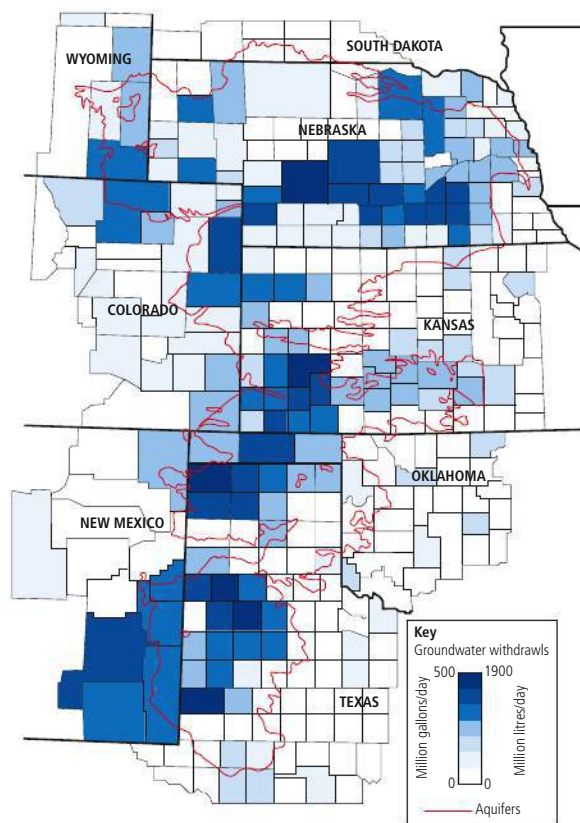 SOUTH DAKOTA
WYOMING
NEBRASKA
COLORADO
KANSAS
OKLAHOMA
NEW MEXICO
TEXAS
Key
Groundwater withdrawls
500 1900
Million gallons/day
Million litres/day
0 0
Aquifers